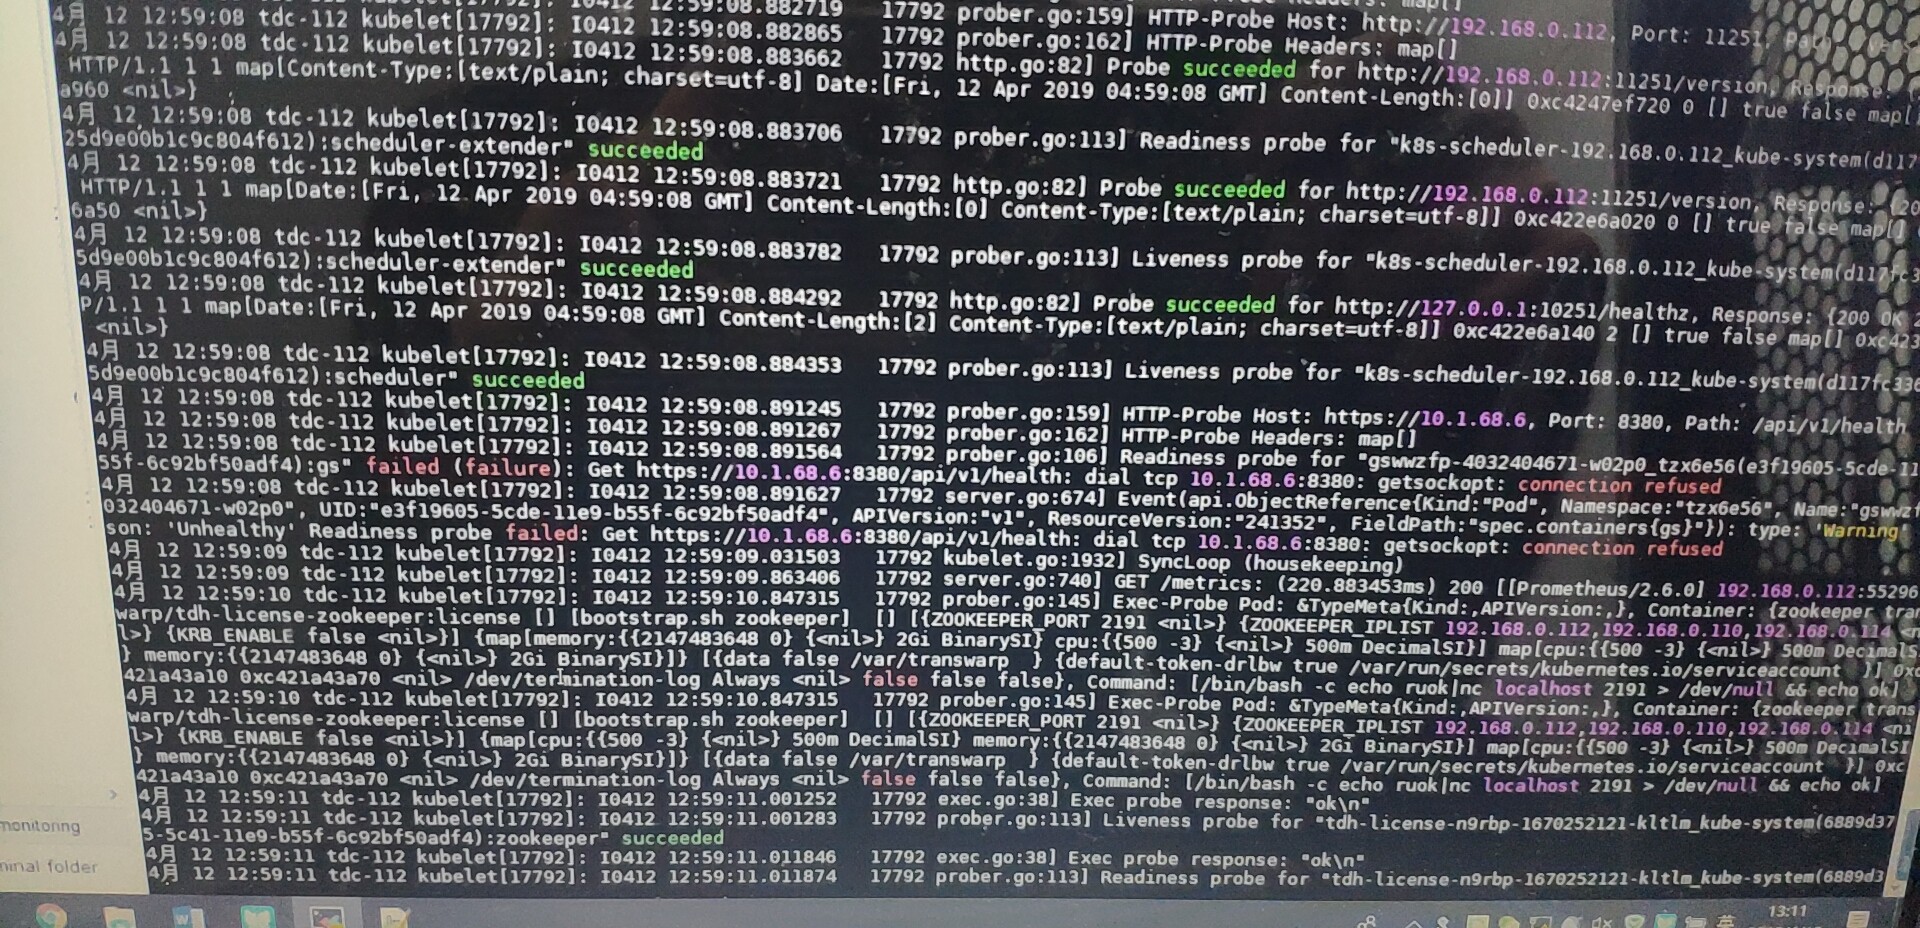 12:59:08.882719
4月 12 12:59:08 tdc-112 kubelet[17792]: I0412 12:59:08.882865 17792 prober.go:159] HTTP-Probe Host: http://192.168.0.112, Port: 11251,
4月 12 12:59:08 tdc-112 kubelet[17792]: I0412 12:59:08.883662 17792 prober.go:162] HTTP-Probe Headers: map[]
17792 http.go:82] Probe succeeded for http://192.168.0.112:11251/version, Response:
HTTP/1.1 1 1 map[Content-Type:[text/plain; charset=utf-8] Date:[Fri, 12 Apr 2019 04:59:08 GMT] Content-Length:[0]] 0xc4247ef720 0 [] true false map[]
a960 <nil>}
4月 12 12:59:08 tdc-112 kubelet[17792]: I0412 12:59:08.883706 17792 prober.go:113] Readiness probe for "k8s-scheduler-192.168.0.112_kube-system(d117
25d9e00b1c9c804f612):scheduler-extender" succeeded
4月 12 12:59:08 tdc-112 kubelet[17792]: I0412 12:59:08.883721 17792 http.go:82] Probe succeeded for http://192.168.0.112:11251/version, Response: {20
HTTP/1.1 1 1 map[Date:[Fri, 12 Apr 2019 04:59:08 GMT] Content-Length:[0] Content-Type:[text/plain; charset=utf-8]] 0xc422e6a020 0 [] true false map[]
6a50 <nil>}
4月 12 12:59:08 tdc-112 kubelet[17792]: I0412 12:59:08.883782 17792 prober.go:113] Liveness probe for "k8s-scheduler-192.168.0.112_kube-system(d117fc3
5d9e00b1c9c804f612):scheduler-extender" succeeded
4月 12 12:59:08 tdc-112 kubelet[17792]: I0412 12:59:08.884292 17792 http.go:82] Probe succeeded for http://127.0.0.1:10251/healthz, Response: {200 OK 2
P/1.1 1 1 map[Date:[Fri, 12 Apr 2019 04:59:08 GMT] Content-Length:[2] Content-Type:[text/plain; charset=utf-8]] 0xc422e6a140 2 [] true false map[] 0xc423
<nil>}
4月 12 12:59:08 tdc-112 kubelet[17792]: I0412 12:59:08.884353 17792 prober.go:113] Liveness probe for "k8s-scheduler-192.168.0.112_kube-system(d117fc336
5d9e00b1c9c804f612):scheduler" succeeded
4月 12 12:59:08 tdc-112 kubelet[17792]: I0412 12:59:08.891245 17792 prober.go:159] HTTP-Probe Host: https://10.1.68.6, Port: 8380, Path: /api/v1/health
4月 12 12:59:08 tdc-112 kubelet[17792]: I0412 12:59:08.891267 17792 prober.go:162] HTTP-Probe Headers: map[]
4月 12 12:59:08 tdc-112 kubelet[17792]: I0412 12:59:08.891564 17792 prober.go:106] Readiness probe for "gswwzfp-4032404671-w02p0_tzx6e56(e3f19605-5cde-11
55f-6c92bf50adf4):gs" failed (failure): Get https://10.1.68.6:8380/api/v1/health: dial tcp 10.1.68.6:8380: getsockopt: connection refused
4月 12 12:59:08 tdc-112 kubelet[17792]: I0412 12:59:08.891627 17792 server.go:674] Event(api.ObjectReference{Kind:"Pod", Namespace:"tzx6e56", Name:"gswwzf
032404671-w02p0", UID:"e3f19605-5cde-11e9-b55f-6c92bf50adf4", APIVersion:"v1", ResourceVersion:"241352", FieldPath:"spec.containers{gs}"}): type: 'Warning
son: 'Unhealthy' Readiness probe failed: Get https://10.1.68.6:8380/api/v1/health: dial tcp 10.1.68.6:8380: getsockopt: connection refused
4月 12 12:59:09 tdc-112 kubelet[17792]: I0412 12:59:09.031503 17792 kubelet.go:1932] SyncLoop (housekeeping)
4月 12 12:59:09 tdc-112 kubelet[17792]: I0412 12:59:09.863406 17792 server.go:740] GET /metrics: (220.883453ms) 200 [[Prometheus/2.6.0] 192.168.0.112:55296
4月 12 12:59:10 tdc-112 kubelet[17792]: I0412 12:59:10.847315 17792 prober.go:145] Exec-Probe Pod: &TypeMeta{Kind:,APIVersion:,}, Container: {zookeeper tran
warp/tdh-license-zookeeper:license [] [bootstrap.sh zookeeper] [] [{ZOOKEEPER_PORT 2191 <nil>} {ZOOKEEPER_IPLIST 192.168.0.112,192.168.0.110,192.168.0.114 <n
l>} {KRB_ENABLE false <nil>}] {map[memory:{{2147483648 0} {<nil>} 2Gi BinarySI} cpu:{{500 -3} {<nil>} 500m DecimalSI}] map[cpu:{{500 -3} {<nil>} 500m DecimalS
} memory:{{2147483648 0} {<nil>} 2Gi BinarySI}]} [{data false /var/transwarp } {default-token-drlbw true /var/run/secrets/kubernetes.io/serviceaccount }] 0xc
421a43a10 0xc421a43a70 <nil> /dev/termination-log Always <nil> false false false}, Command: [/bin/bash -c echo ruok|nc localhost 2191 > /dev/null && echo ok]
4月 12 12:59:10 tdc-112 kubelet[17792]: I0412 12:59:10.847315 17792 prober.go:145] Exec-Probe Pod: &TypeMeta{Kind:,APIVersion:,}, Container: {zookeeper trans
warp/tdh-license-zookeeper:license [] [bootstrap.sh zookeeper] [] [{ZOOKEEPER_PORT 2191 <nil>} {ZOOKEEPER_IPLIST 192.168.0.112,192.168.0.110,192.168.0.114 <ni
l>} {KRB_ENABLE false <nil>}] {map[cpu:{{500 -3} {<nil>} 500m DecimalSI} memory:{{2147483648 0} {<nil>} 2Gi BinarySI}] map[cpu:{{500 -3} {<nil>} 500m DecimalSI
} memory:{{2147483648 0} {<nil>} 2Gi BinarySI}]} [{data false /var/transwarp } {default-token-drlbw true /var/run/secrets/kubernetes.io/serviceaccount }] 0xc
421a43a10 0xc421a43a70 <nil> /dev/termination-log Always <nil> false false false}, Command: [/bin/bash -c echo ruok|nc localhost 2191 > /dev/null && echo ok]
4月 12 12:59:11 tdc-112 kubelet[17792]: I0412 12:59:11.001252 17792 exec.go:38] Exec probe response: "ok\n"
4月 12 12:59:11 tdc-112 kubelet[17792]: I0412 12:59:11.001283 17792 prober.go:113] Liveness probe for "tdh-license-n9rbp-1670252121-kltlm_kube-system(6889d37
5-5c41-11e9-b55f-6c92bf50adf4):zookeeper" succeeded
4月 12 12:59:11 tdc-112 kubelet[17792]: I0412 12:59:11.011846 17792 exec.go:38] Exec probe response: "ok\n"
4月 12 12:59:11 tdc-112 kubelet[17792]: I0412 12:59:11.011874 17792 prober.go:113] Readiness probe for "tdh-license-n9rbp-1670252121-kltlm_kube-system(6889d3
monitoring
minal folder
英
13:11